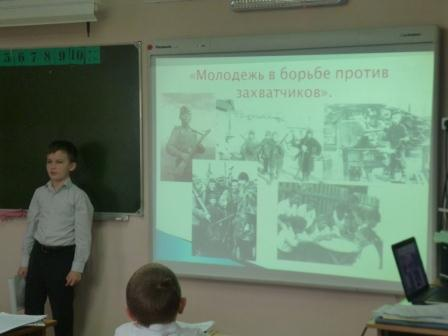 5 6 7 8 9 10
«Молодежь в борьбе против
захватчиков».